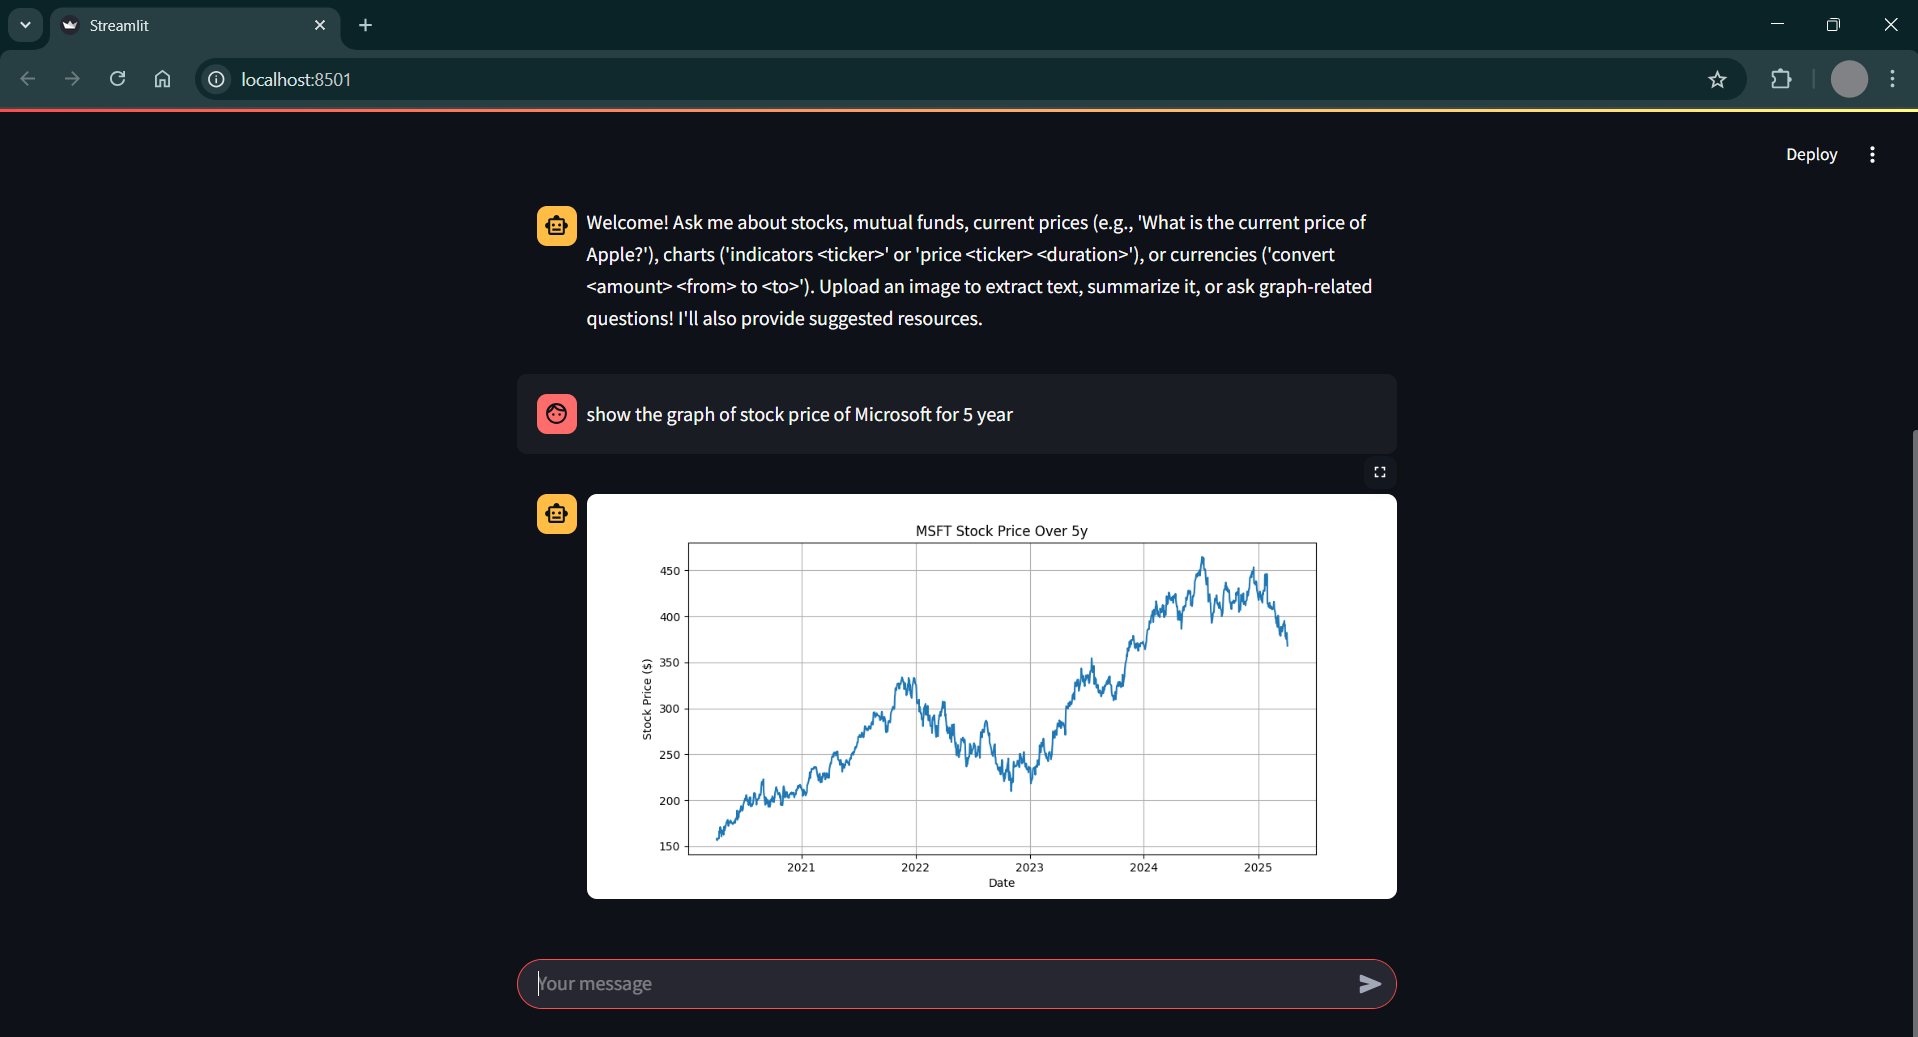 Streamlit
localhost:8501
Deploy
Welcome! Ask me about stocks, mutual funds, current prices (e.g., 'What is the current price of
Apple?'), charts ('indicators <ticker>' or 'price <ticker> <duration>'), or currencies ('convert
<amount> <from> to <to>'). Upload an image to extract text, summarize it, or ask graph-related
questions! I'll also provide suggested resources.
show the graph of stock price of Microsoft for 5 year
MSFT Stock Price Over 5y
450
400
350
300
250
200
150
Stock Price ($)
2021 2022 2023 2024 2025
Date
Your message